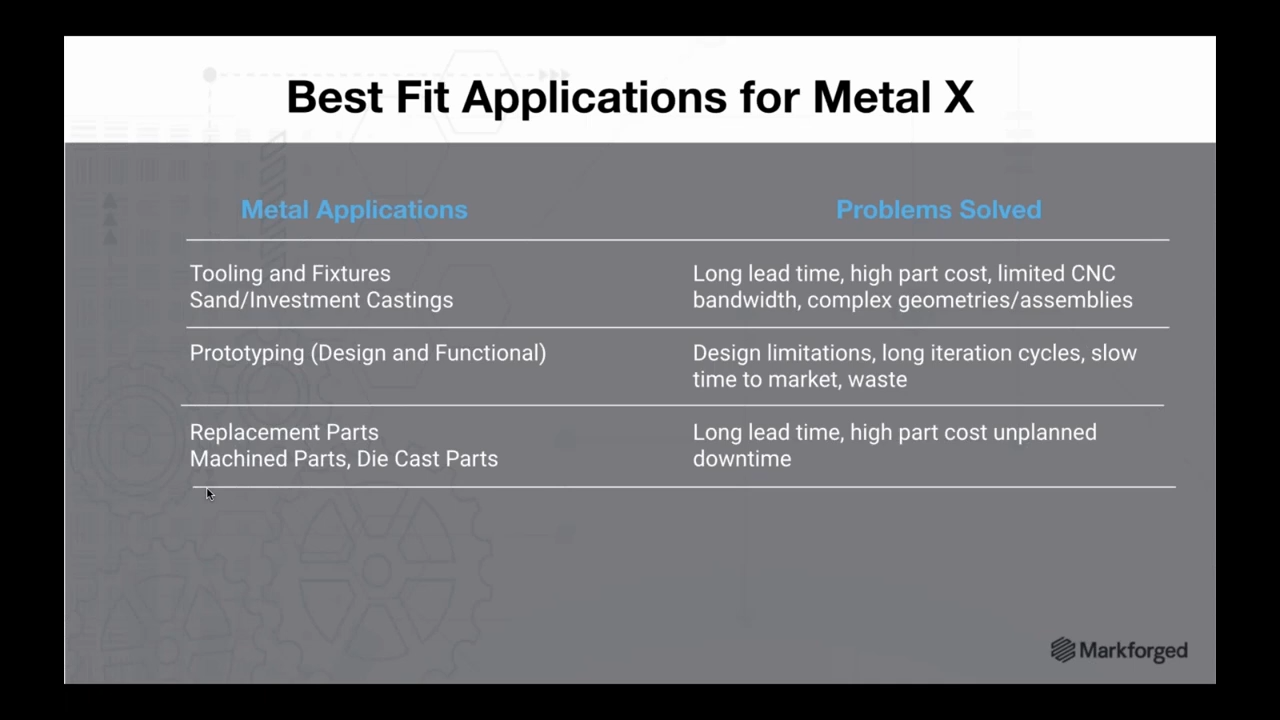 Best Fit Applications for Metal X
Metal Applications
Problems Solved
Tooling and Fixtures
Sand/Investment Castings
Long lead time, high part cost, limited CNC
bandwidth, complex geometries/assemblies
Prototyping (Design and Functional)
Design limitations, long iteration cycles, slow
time to market, waste
Replacement Parts
Machined Parts, Die Cast Parts
Long lead time, high part cost unplanned
downtime
Markforged